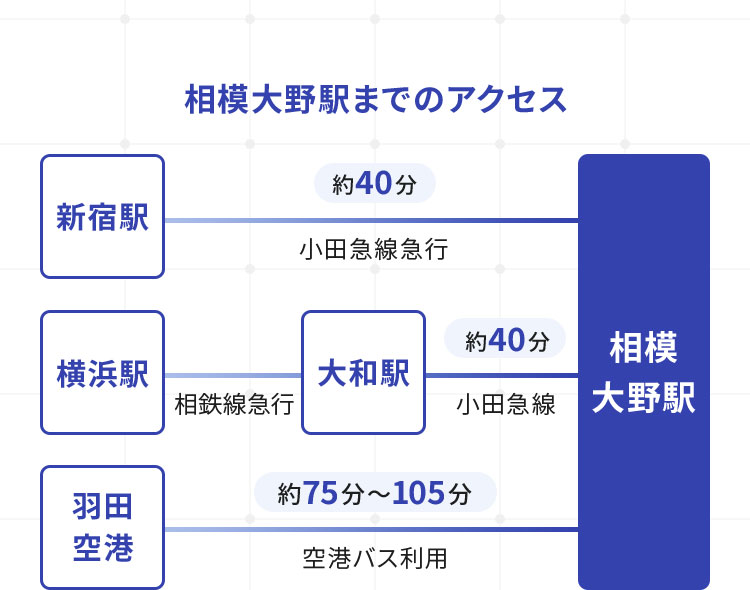 相模大野駅までのアクセス
新宿駅
約40分
小田急線急行
横浜駅
相鉄線急行
大和駅
約40分
小田急線
羽田
空港
約75分〜105分
空港バス利用
相模
大野駅